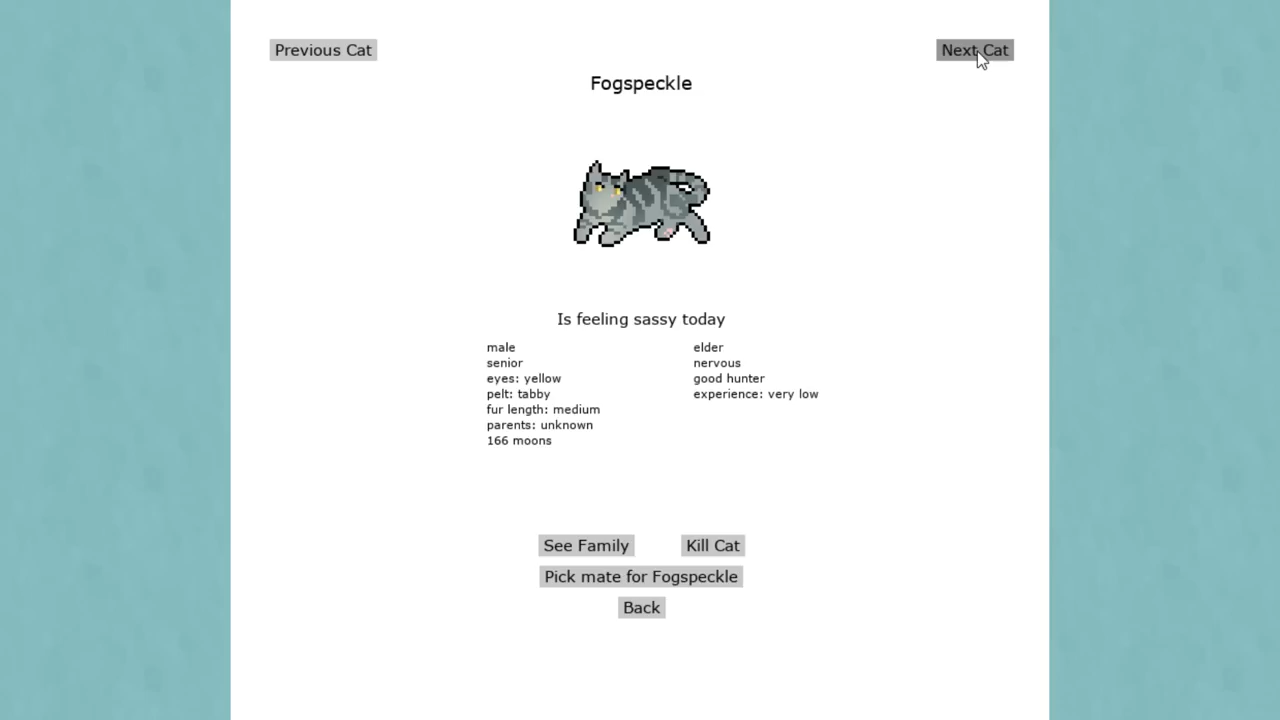 Previous Cat
Next Cat
Fogspeckle
Is feeling sassy today
male
senior
eyes: yellow
pelt: tabby
fur length: medium
parents: unknown
166 moons
elder
nervous
good hunter
experience: very low
See Family
Kill Cat
Pick mate for Fogspeckle
Back